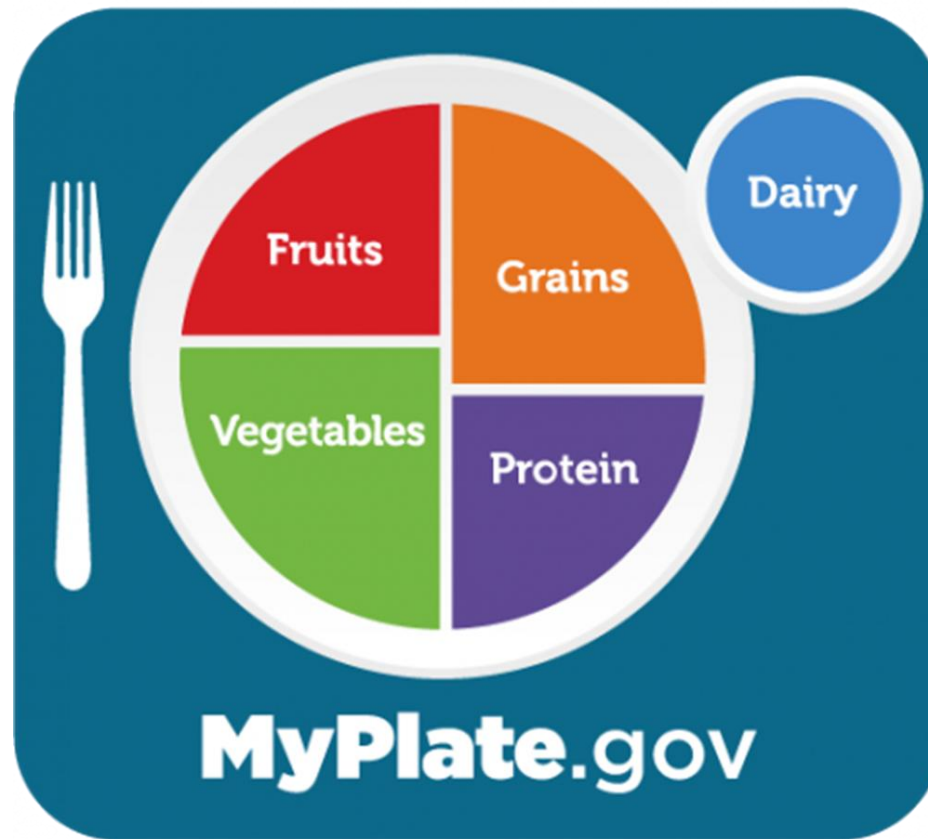 Fruits
Grains
Dairy
Vegetables
Protein
MyPlate.gov